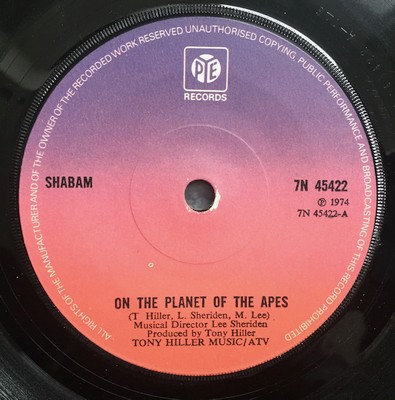 ALL RIGHTS OF THE MANUFACTURER AND OF THE OWNER OF THE RECORDED WORK RESERVED UNAUTHORISED COPYING, PUBLIC PERFORMANCE AND BROADCASTING OF THIS RECORD PROHIBITED
PYE
RECORDS
SHABAM
7N 45422
℗ 1974
7N 45422-A
ON THE PLANET OF THE APES
(T Hiller, L. Sheriden, M. Lee)
Musical Director Lee Sheriden
Produced by Tony Hiller
TONY HILLER MUSIC/ATV